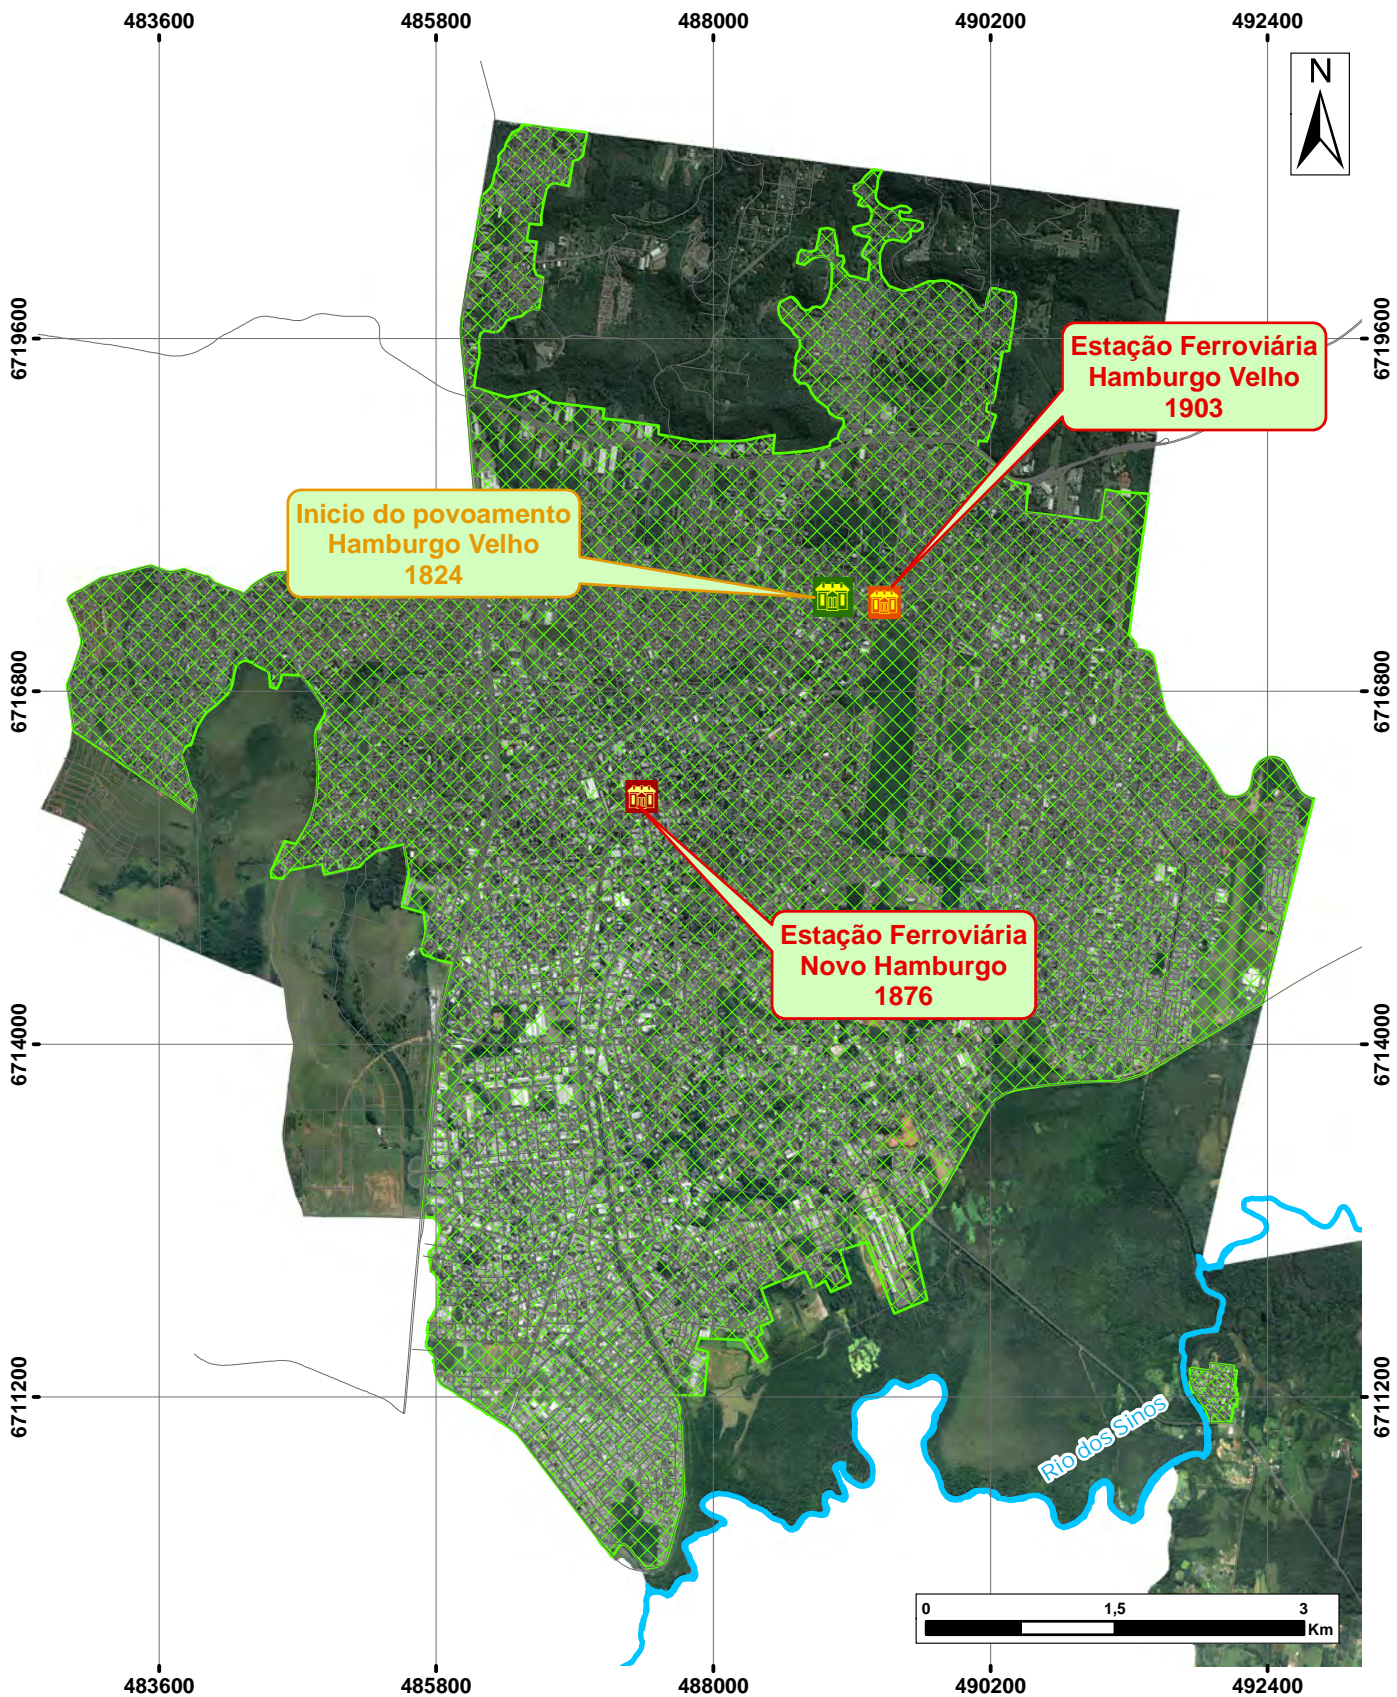 483600 485800 488000 490200 492400
N
6719600
6719600
Estação Ferroviária
Hamburgo Velho
1903
Inicio do povoamento
Hamburgo Velho
1824
6716800
6716800
Estação Ferroviária
Novo Hamburgo
1876
6714000
6714000
6711200
6711200
Rio dos Sinos
0 1,5 3
Km
483600 485800 488000 490200 492400